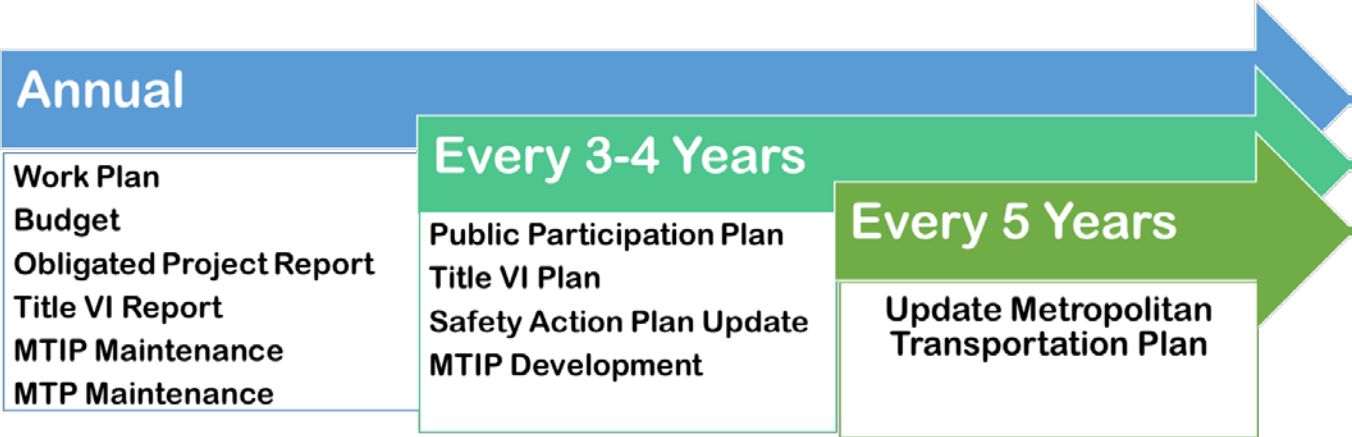 Annual
Work Plan
Budget
Obligated Project Report
Title VI Report
MTIP Maintenance
MTP Maintenance
Every 3-4 Years
Public Participation Plan
Title VI Plan
Safety Action Plan Update
MTIP Development
Every 5 Years
Update Metropolitan
Transportation Plan